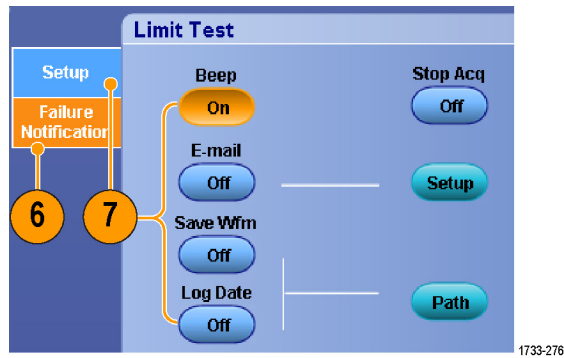 Limit Test
Setup
Failure
Notification
6
7
Beep
On
Stop Acq
Off
E-mail
Off
Setup
Save Wfm
Off
Log Date
Off
Path
1733-276